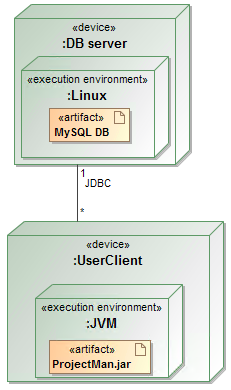 «device»
:DB server
«execution environment»
:Linux
«artifact»
MySQL DB
1
JDBC
*
«device»
:UserClient
«execution environment»
:JVM
«artifact»
ProjectMan.jar